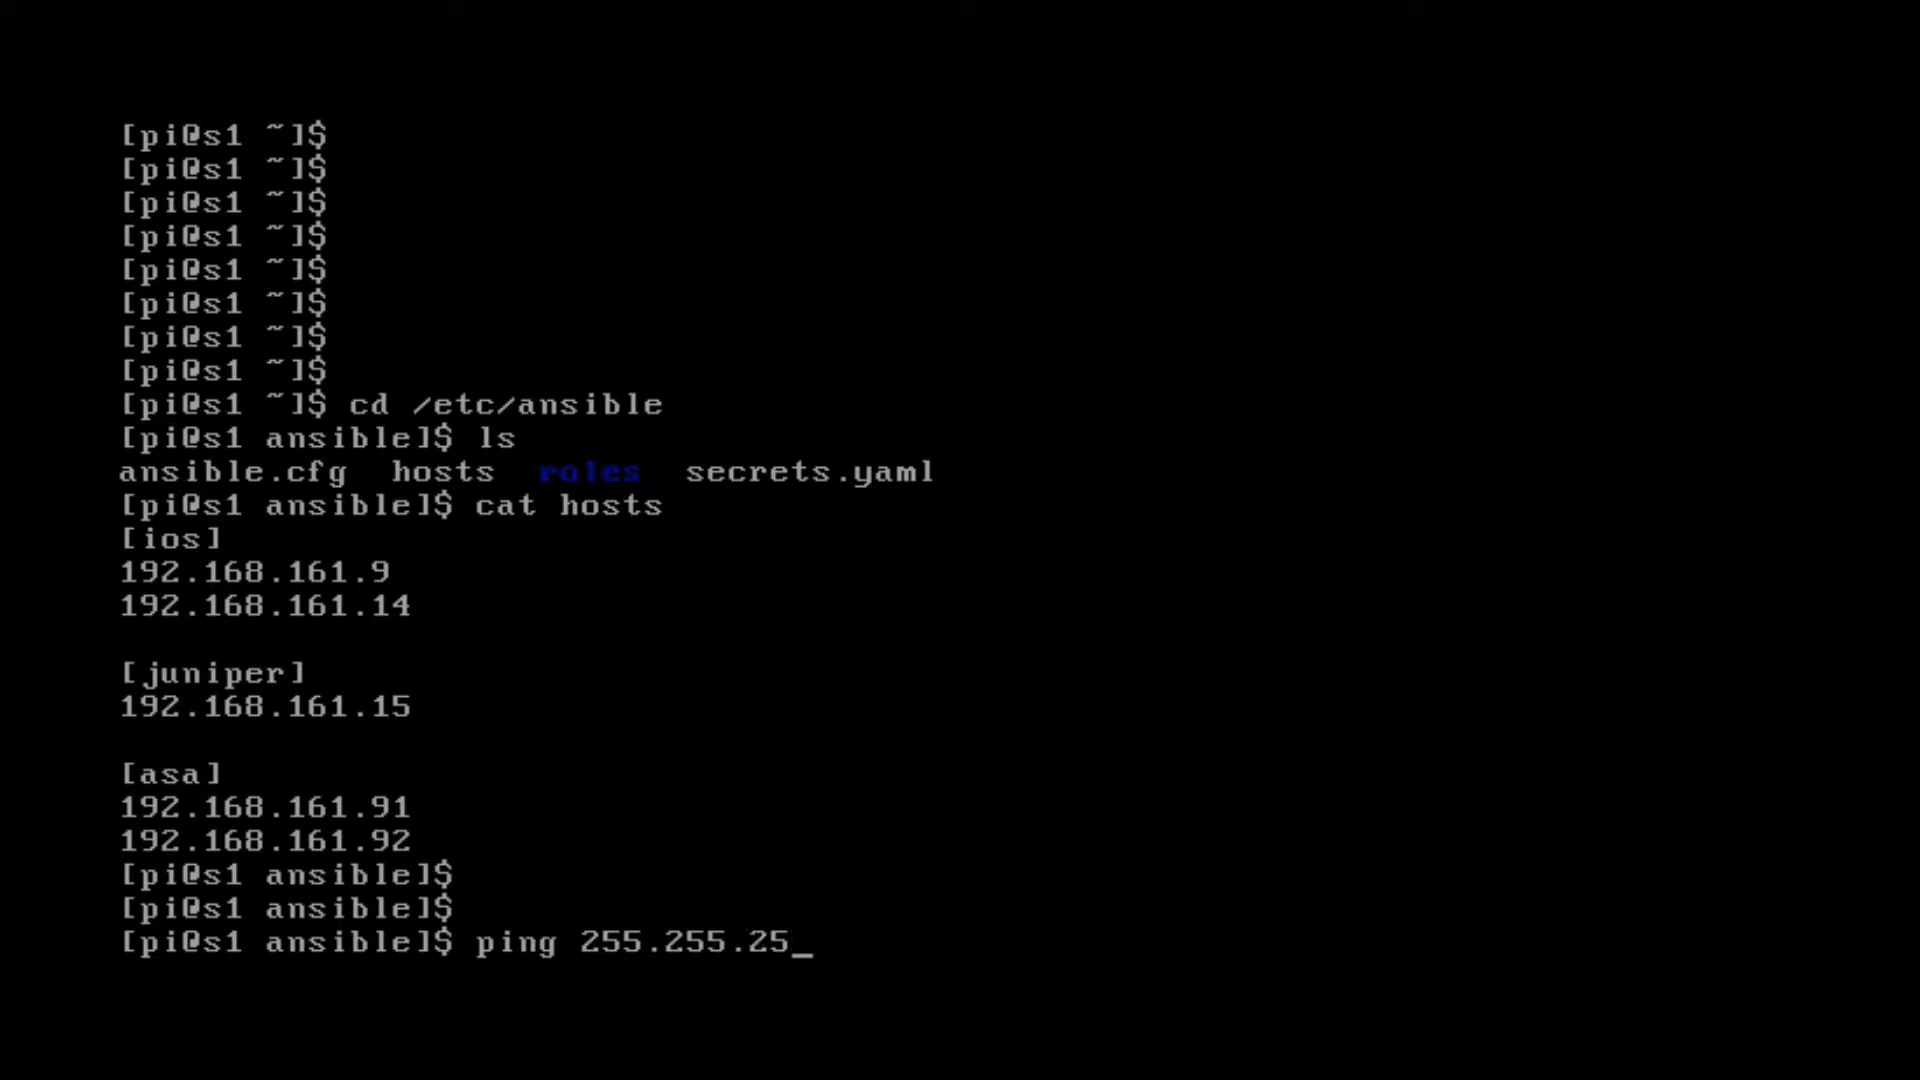 [pi@s1 ~]$
[pi@s1 ~]$
[pi@s1 ~]$
[pi@s1 ~]$
[pi@s1 ~]$
[pi@s1 ~]$
[pi@s1 ~]$
[pi@s1 ~]$
[pi@s1 ~]$ cd /etc/ansible
[pi@s1 ansible]$ ls
ansible.cfg  hosts  roles  secrets.yaml
[pi@s1 ansible]$ cat hosts
[ios]
192.168.161.9
192.168.161.14
[juniper]
192.168.161.15
[asa]
192.168.161.91
192.168.161.92
[pi@s1 ansible]$
[pi@s1 ansible]$
[pi@s1 ansible]$ ping 255.255.25_